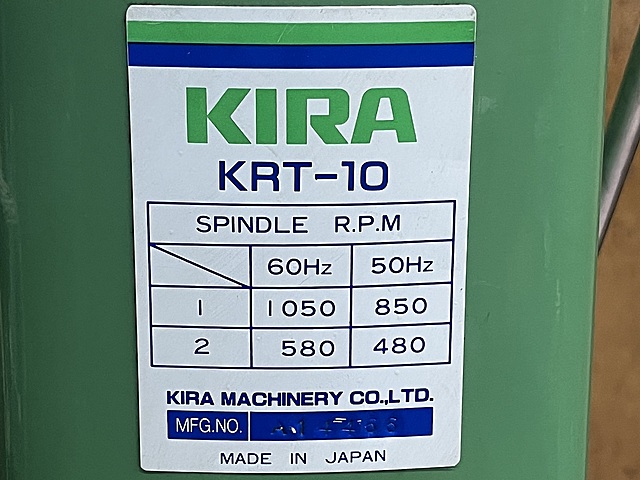 KIRA
KRT-10
SPINDLE R.P.M
60Hz 50Hz
1 1050 850
2 580 480
KIRA MACHINERY CO.,LTD.
MFG.NO.
MADE IN JAPAN